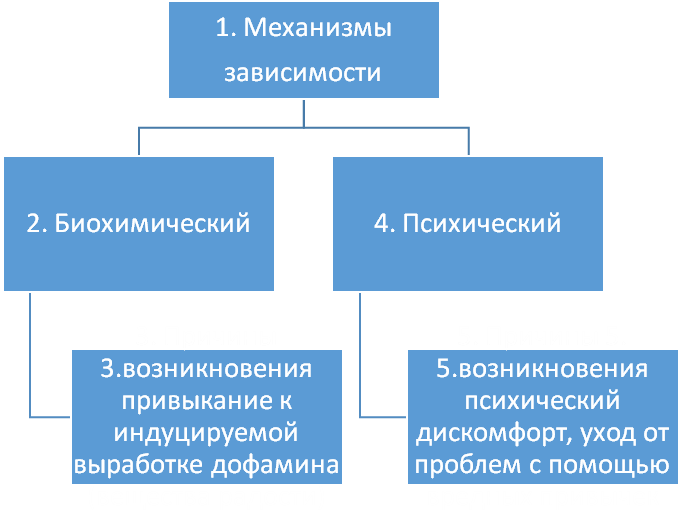 1. Механизмы
зависимости
2. Биохимический
4. Психический
3.возникновения
привыкание к
индуцируемой
выработке дофамина
5.возникновения
психический
дискомфорт, уход от
проблем с помощью